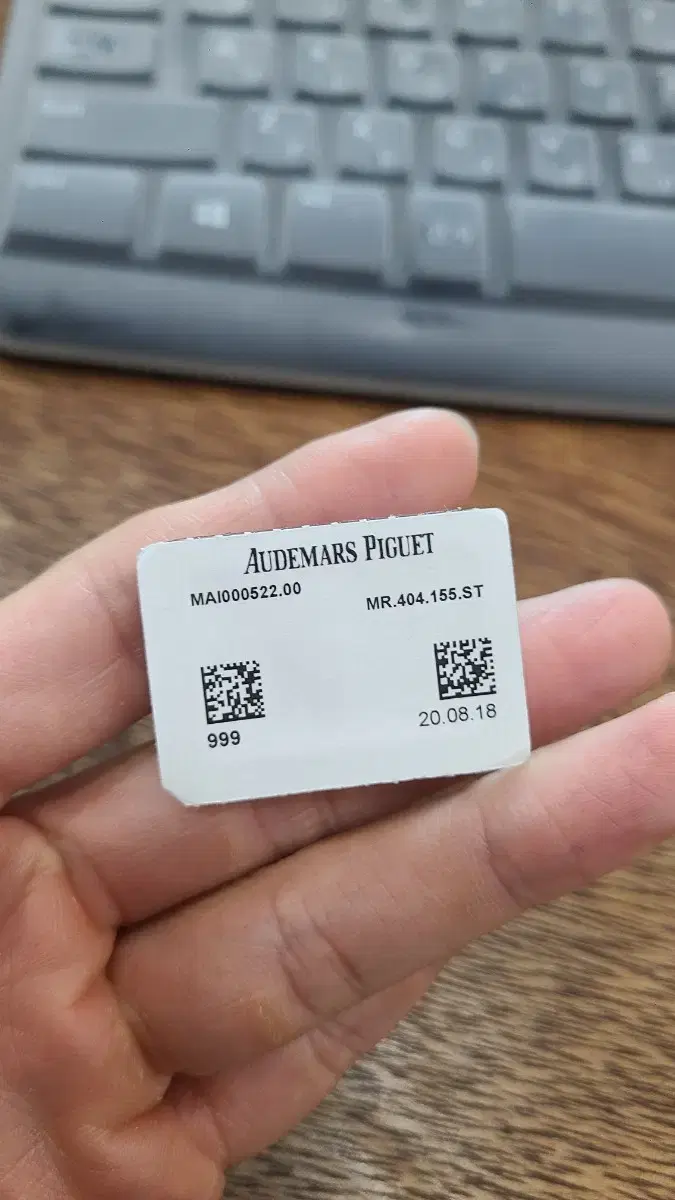 AUDEMARS PIGUET
MAI000522.00
MR.404.155.ST
999
20.08.18